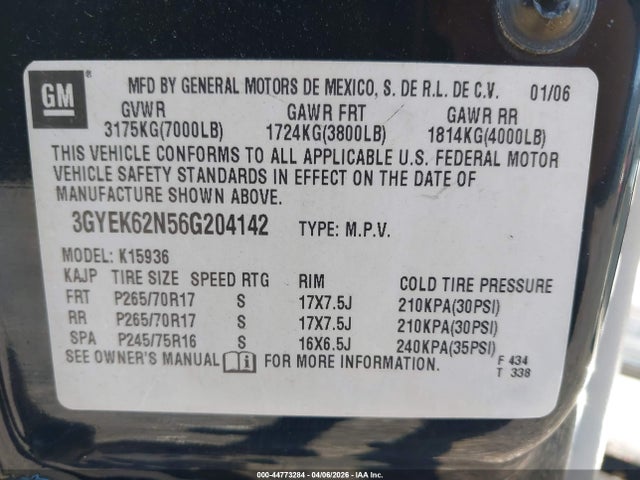 GM ®
MFD BY GENERAL MOTORS DE MEXICO, S. DE R.L. DE C.V. 01/06
GVWR GAWR FRT GAWR RR
3175KG(7000LB) 1724KG(3800LB) 1814KG(4000LB)
THIS VEHICLE CONFORMS TO ALL APPLICABLE U.S. FEDERAL MOTOR
VEHICLE SAFETY STANDARDS IN EFFECT ON THE DATE OF
MANUFACTURE SHOWN ABOVE.
3GYEK62N56G204142 TYPE: M.P.V.
MODEL: K15936
KAJP TIRE SIZE SPEED RTG RIM COLD TIRE PRESSURE
FRT P265/70R17 S 17X7.5J 210KPA(30PSI)
RR P265/70R17 S 17X7.5J 210KPA(30PSI)
SPA P245/75R16 S 16X6.5J 240KPA(35PSI)
SEE OWNER'S MANUAL FOR MORE INFORMATION. F 434
T 338
000-44773284 - 04/06/2026 - IAA Inc.